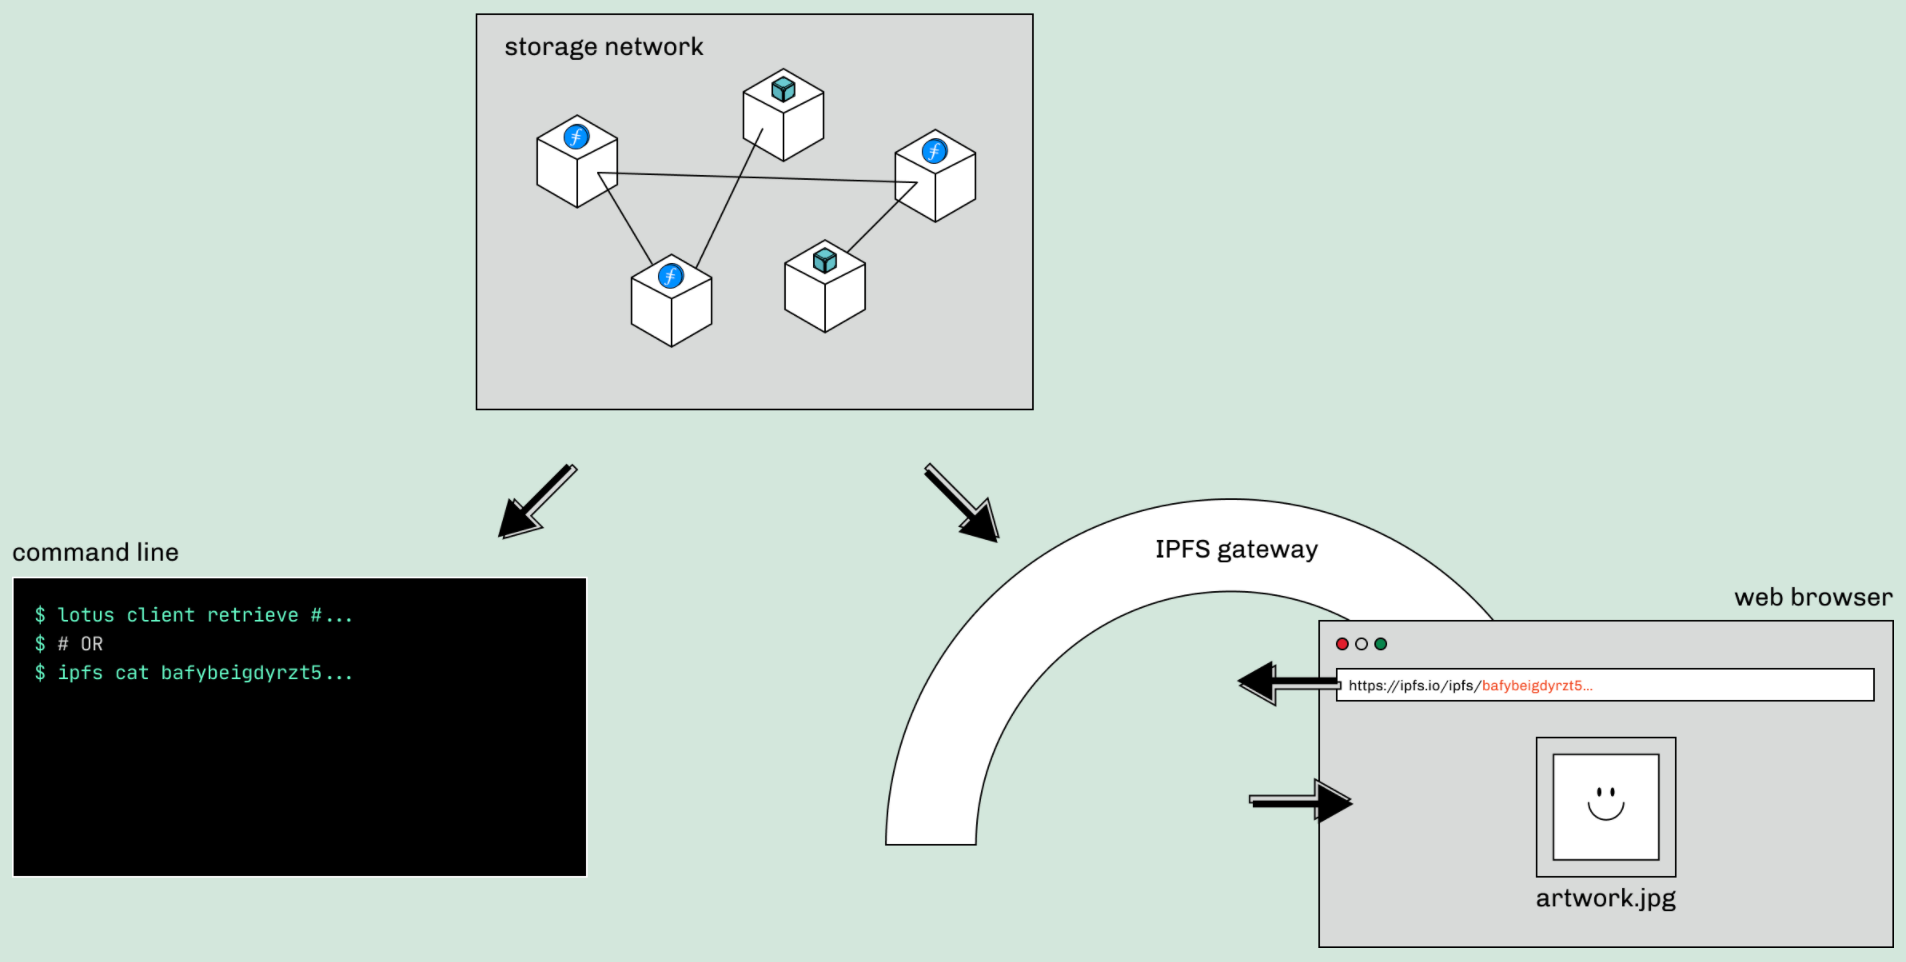 storage network
command line
$ lotus client retrieve #...
$ # OR
$ ipfs cat bafybeigdyrzt5...
IPFS gateway
web browser
https://ipfs.io/ipfs/bafybeigdyrzt5...
artwork.jpg